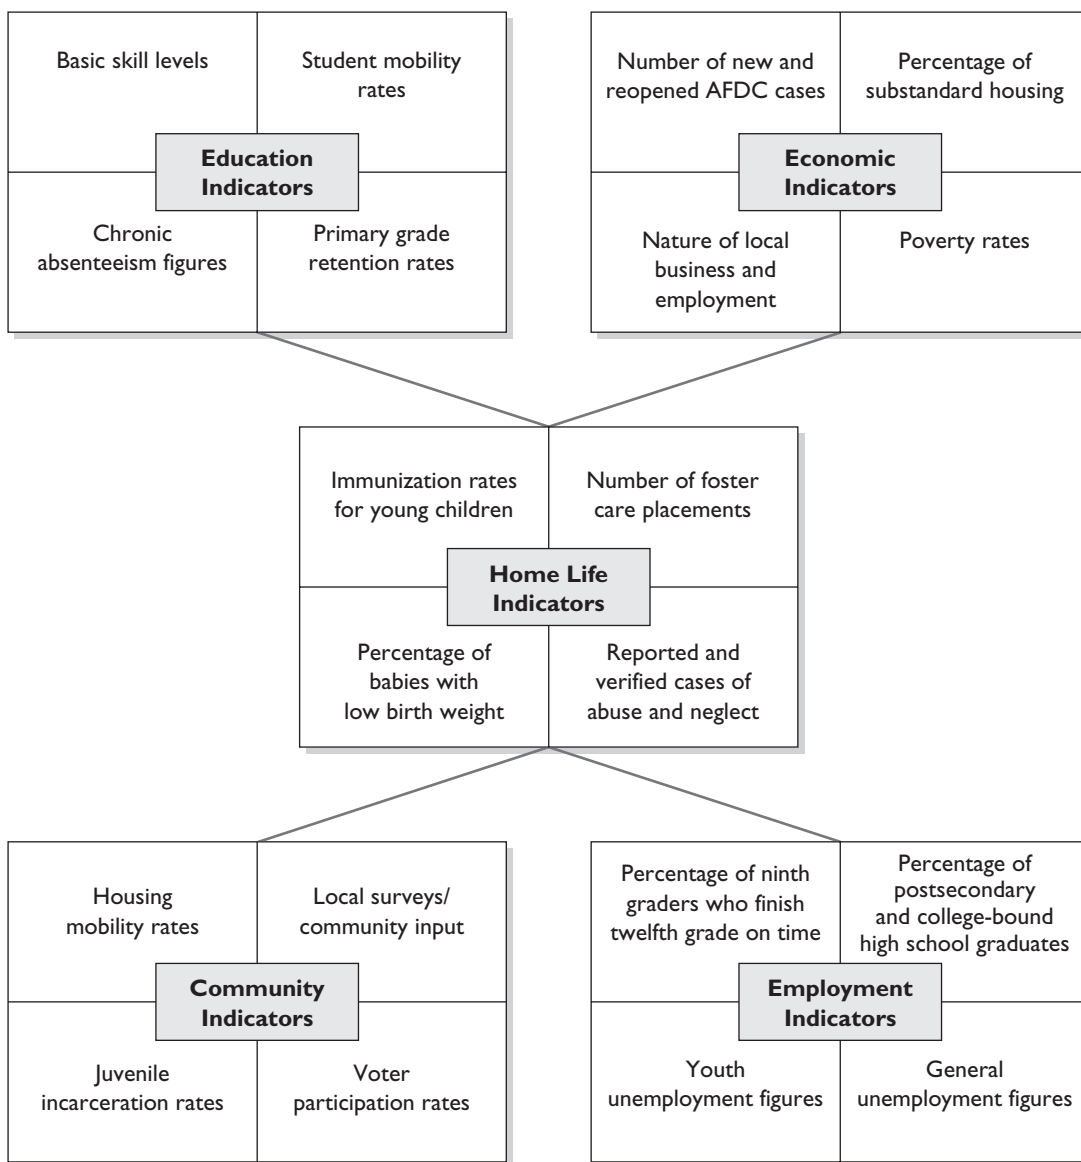 Basic skill levels
Student mobility
rates
Education
Indicators
Chronic
absenteeism figures
Primary grade
retention rates
Number of new and
reopened AFDC cases
Percentage of
substandard housing
Economic
Indicators
Nature of local
business and
employment
Poverty rates
Immunization rates
for young children
Number of foster
care placements
Home Life
Indicators
Percentage of
babies with
low birth weight
Reported and
verified cases of
abuse and neglect
Housing
mobility rates
Local surveys/
community input
Community
Indicators
Juvenile
incarceration rates
Voter
participation rates
Percentage of ninth
graders who finish
twelfth grade on time
Percentage of
postsecondary
and college-bound
high school graduates
Employment
Indicators
Youth
unemployment figures
General
unemployment figures